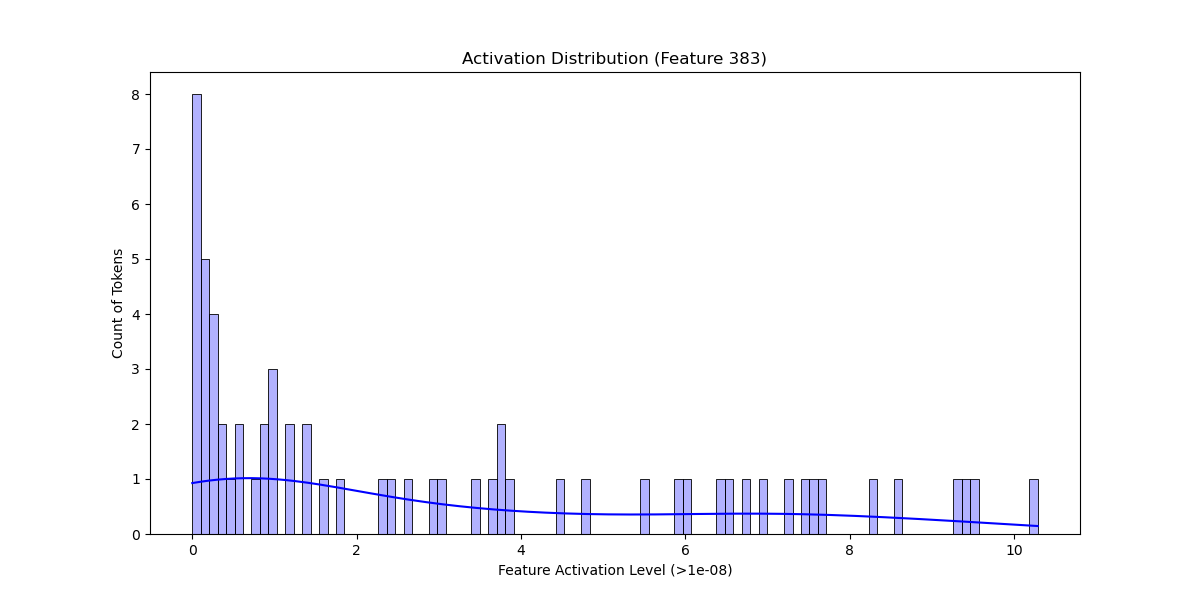 Activation Distribution (Feature 383)
Count of Tokens
8
7
6
5
4
3
2
1
0
0 2 4 6 8 10
Feature Activation Level (>1e-08)